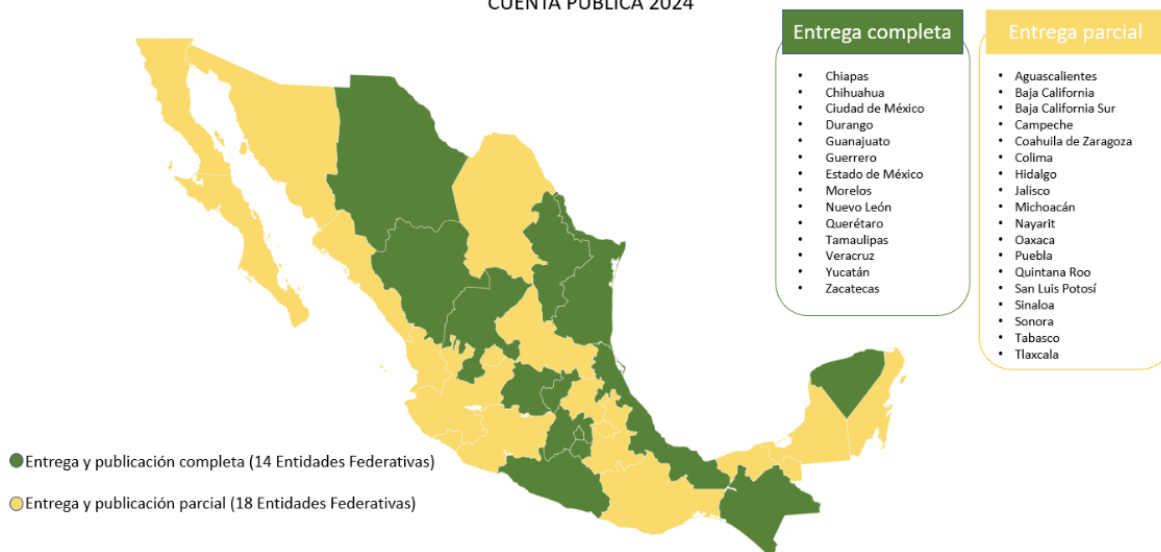 CUENTA PÚBLICA 2024
Entrega completa
• Chiapas
• Chihuahua
• Ciudad de México
• Durango
• Guanajuato
• Guerrero
• Estado de México
• Morelos
• Nuevo León
• Querétaro
• Tamaulipas
• Veracruz
• Yucatán
• Zacatecas
Entrega parcial
• Aguascalientes
• Baja California
• Baja California Sur
• Campeche
• Coahuila de Zaragoza
• Colima
• Hidalgo
• Jalisco
• Michoacán
• Nayarit
• Oaxaca
• Puebla
• Quintana Roo
• San Luis Potosí
• Sinaloa
• Sonora
• Tabasco
• Tlaxcala
Entrega y publicación completa (14 Entidades Federativas)
Entrega y publicación parcial (18 Entidades Federativas)